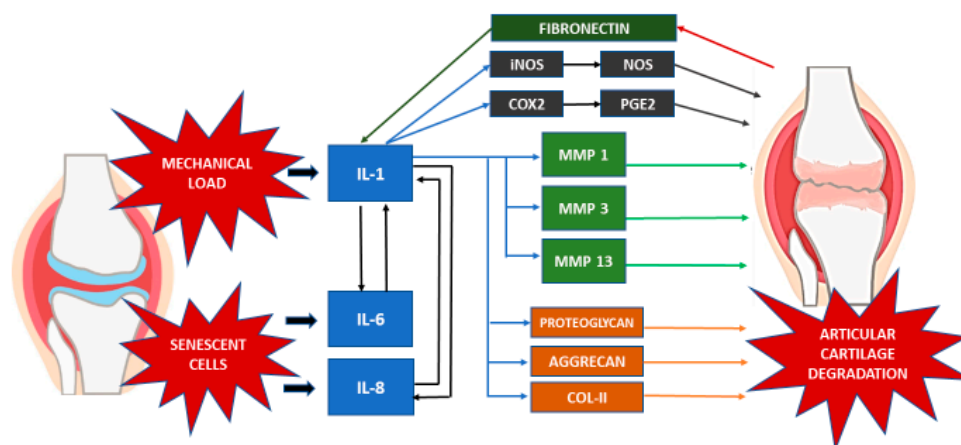 FIBRONECTIN
iNOS
NOS
COX2
PGE2
MECHANICAL
LOAD
IL-1
MMP 1
MMP 3
MMP 13
SENESCENT
CELLS
IL-6
IL-8
PROTEOGLYCAN
AGGRECAN
COL-II
ARTICULAR
CARTILAGE
DEGRADATION